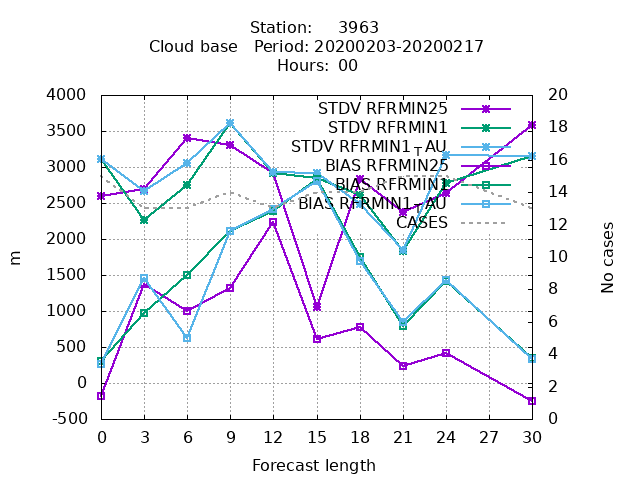 Station: 3963
Cloud base Period: 20200203-20200217
Hours: 00
4000
3500
3000
2500
2000
1500
1000
500
0
-500
m
20
18
16
14
12
10
8
6
4
2
0
No cases
STDV RFRMIN25
STDV RFRMIN1
STDV RFRMIN1TAU
BIAS RFRMIN25
BIAS RFRMIN1
BIAS RFRMIN1TAU
CASES
0 3 6 9 12 15 18 21 24 27 30
Forecast length